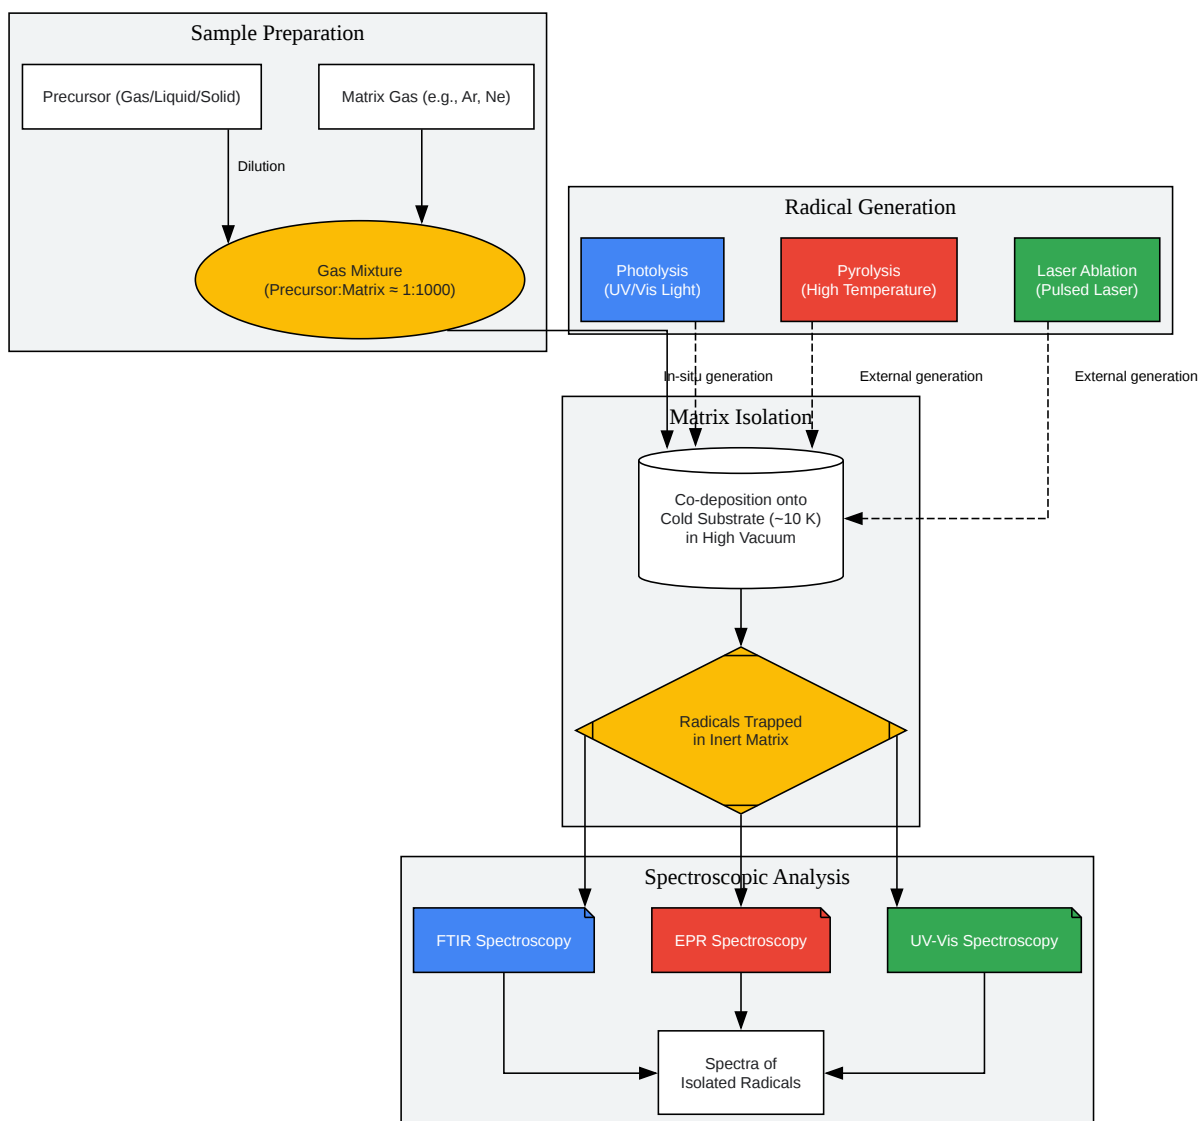 Sample Preparation
Precursor (Gas/Liquid/Solid)
Matrix Gas (e.g., Ar, Ne)
Dilution
Gas Mixture
(Precursor:Matrix ≈ 1:1000)
Radical Generation
Photolysis
(UV/Vis Light)
Pyrolysis
(High Temperature)
Laser Ablation
(Pulsed Laser)
In-situ generation
External generation
External generation
Matrix Isolation
Co-deposition onto
Cold Substrate (~10 K)
in High Vacuum
Radicals Trapped
in Inert Matrix
Spectroscopic Analysis
FTIR Spectroscopy
EPR Spectroscopy
UV-Vis Spectroscopy
Spectra of
Isolated Radicals